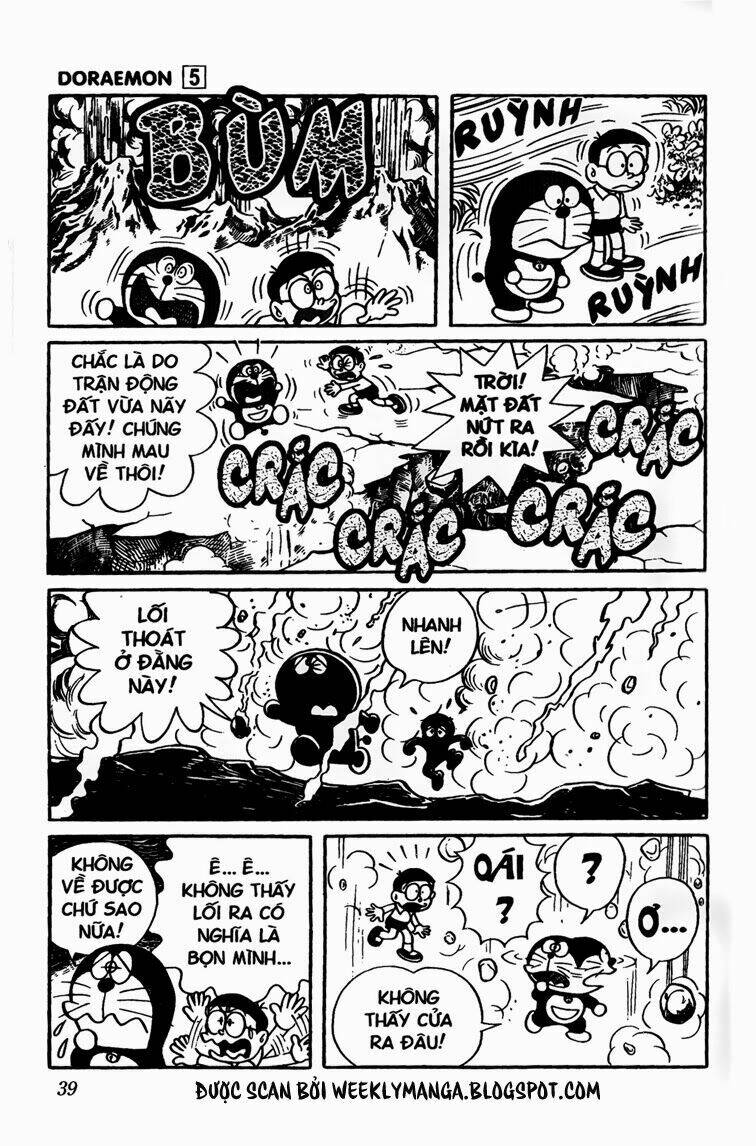 DORAEMON 5
RUỲNH
RUỲNH
BÙM
TRỜI!
MẶT ĐẤT
NỨT RA
RỒI KÌA!
CRẮC
CRẮC
CRẮC
CRẮC
CHẮC LÀ DO
TRẬN ĐỘNG
ĐẤT VỪA NÃY
ĐẤY! CHÚNG
MÌNH MAU
VỀ THÔI!
NHANH
LÊN!
LỐI
THOÁT
Ở ĐẰNG
NÀY!
Ơ...
?
QÁI
?
KHÔNG
THẤY CỬA
RA ĐÂU!
Ê... Ê...
KHÔNG THẤY
LỐI RA CÓ
NGHĨA LÀ
BỌN MÌNH...
KHÔNG
VỀ ĐƯỢC
CHỨ SAO
NỮA!
39
ĐƯỢC SCAN BỞI WEEKLYMANGA.BLOGSPOT.COM